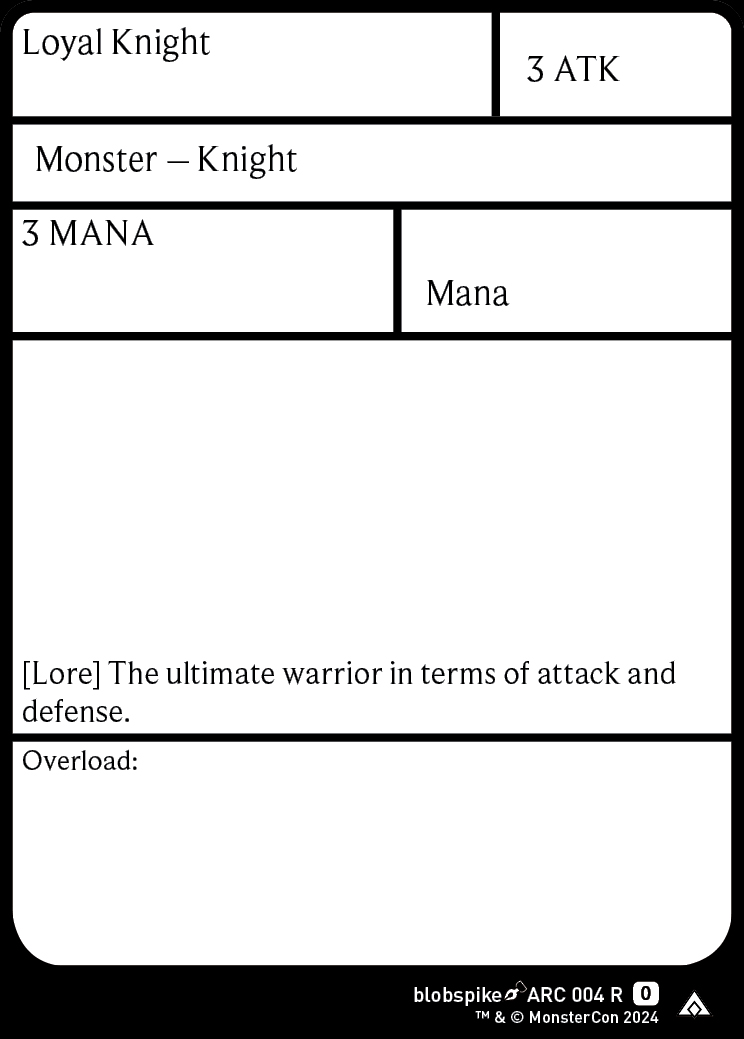 Loyal Knight
3 ATK
Monster – Knight
3 MANA
Mana
[Lore] The ultimate warrior in terms of attack and
defense.
Overload:
blobspike ARC 004 R 0
™ & © MonsterCon 2024